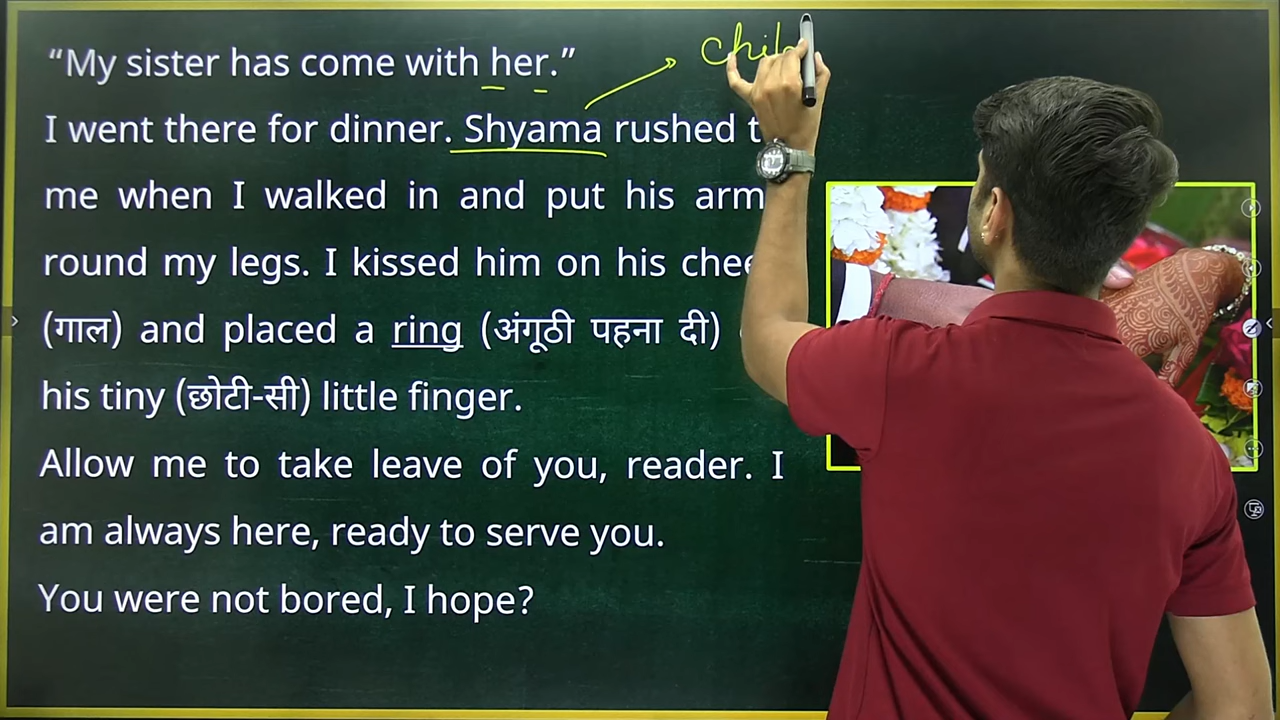 “My sister has come with her.”
I went there for dinner. Shyama rushed
me when I walked in and put his arm
round my legs. I kissed him on his
(गाल) and placed a ring (अंगूठी पहना दी)
his tiny (छोटी-सी) little finger.
Allow me to take leave of you, reader. I
am always here, ready to serve you.
You were not bored, I hope?